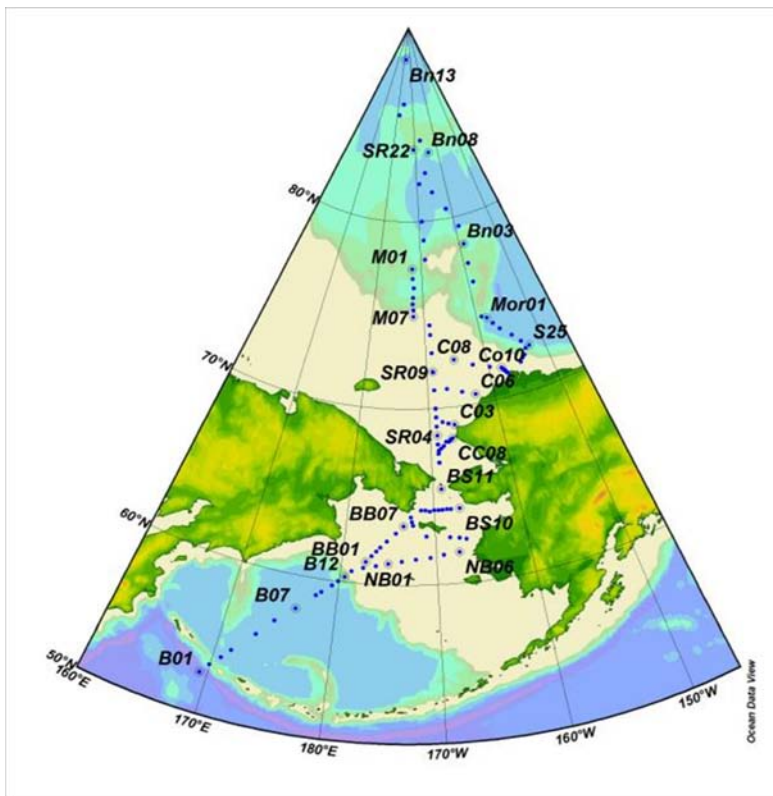 Bn13
SR22
Bn08
80°N
Bn03
M01
Mor01
M07
S25
C08
Co10
70°N
SR09
C06
C03
SR04
CC08
BS11
BB07
BS10
60°N
BB01
B12
NB01
NB06
B07
B01
50°N
160°E
170°E
180°E
170°W
160°W
150°W
Ocean Data View